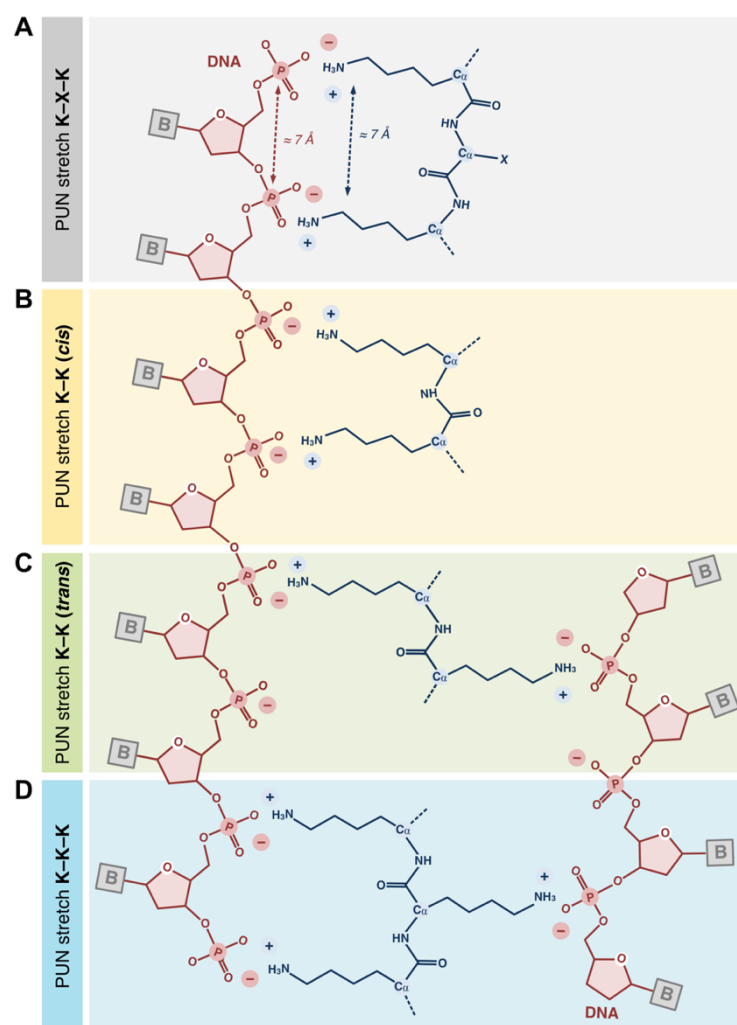 A
PUN stretch K–X–K
DNA
≈ 7 Å
≈ 7 Å
B
B
P
O
O
O
O
−
H₃N
+
Cα
O
NH
Cα
X
O
NH
P
O
O
O
O
−
H₃N
+
Cα
O
O
B
PUN stretch K–K (cis)
B
B
P
O
O
O
O
−
+
H₃N
Cα
NH
O
P
O
O
O
O
−
H₃N
+
Cα
O
O
C
PUN stretch K–K (trans)
B
B
P
O
O
O
O
−
+
H₃N
Cα
NH
O
Cα
NH₃
+
P
O
O
O
O
−
O
O
B
B
O
O
−
O
P
O
O
O
D
PUN stretch K–K–K
B
P
O
O
O
O
−
+
H₃N
Cα
NH
O
Cα
NH₃
+
HN
O
P
O
O
O
O
−
+
H₃N
Cα
O
−
O
P
O
O
O
O
B
O
O
P
O
O
−
O
B
DNA